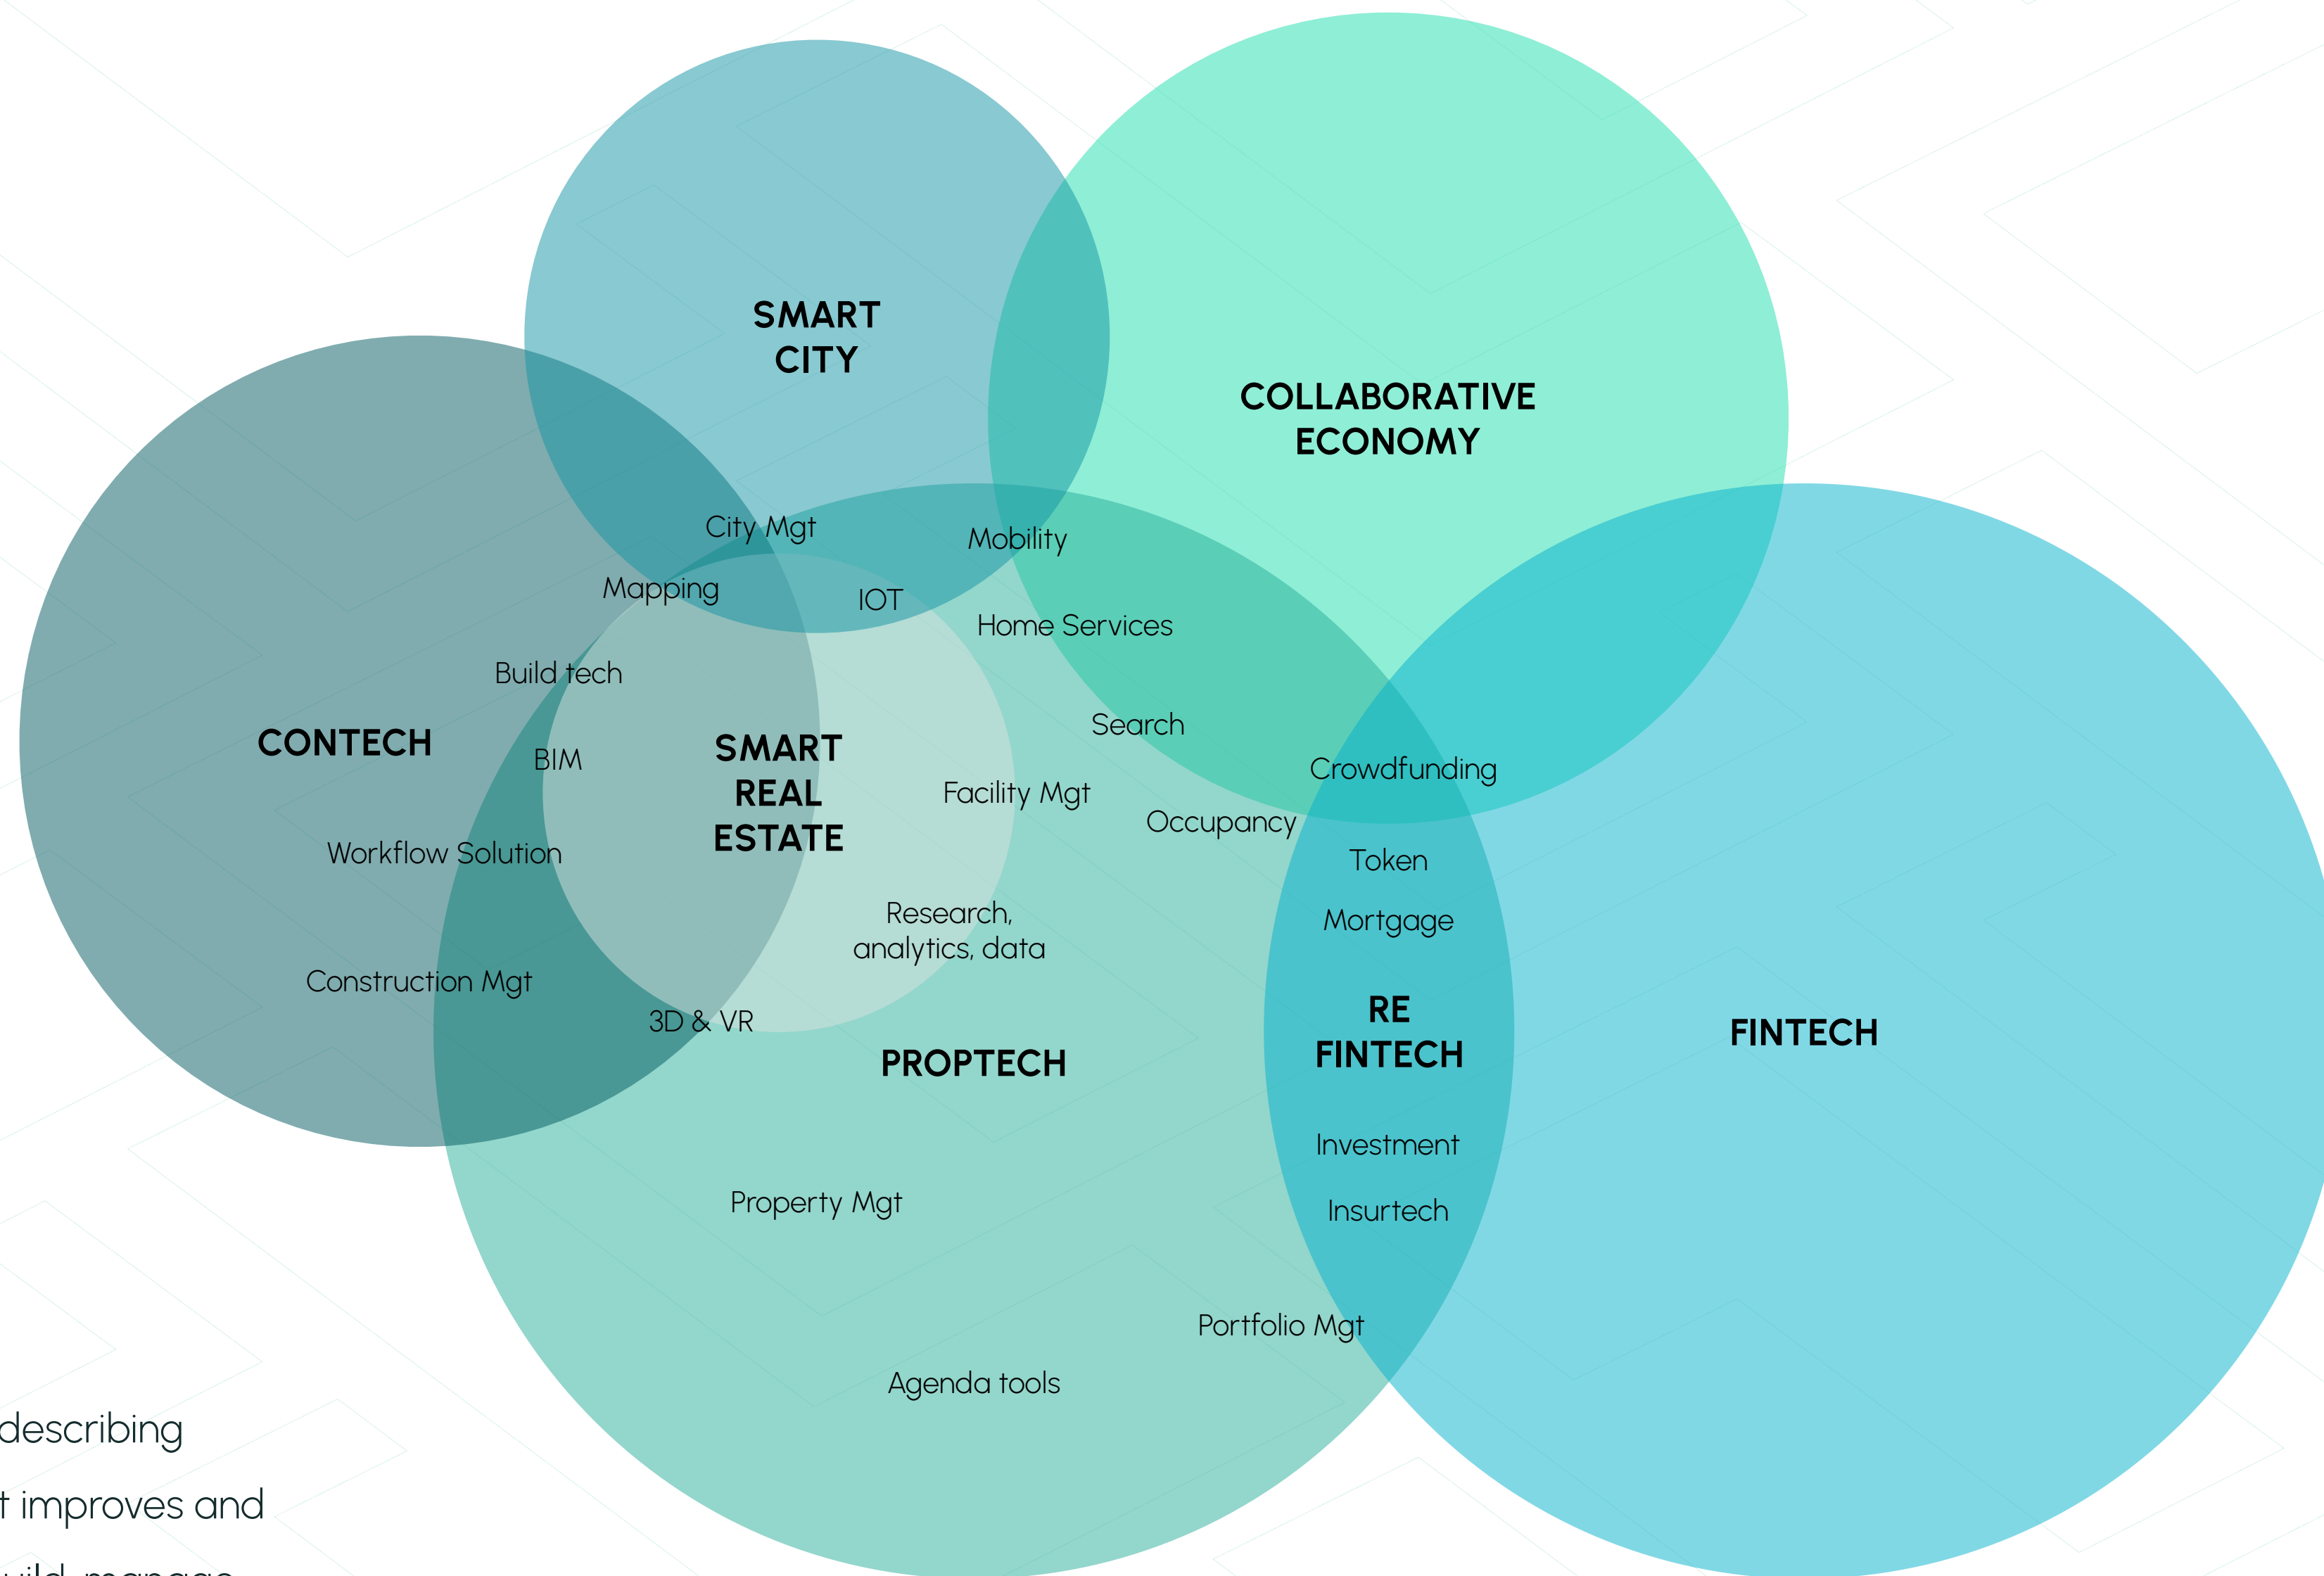 SMART
CITY
COLLABORATIVE
ECONOMY
City Mgt
Mobility
Mapping
IOT
Home Services
Build tech
Search
CONTECH
SMART
REAL
ESTATE
BIM
Crowdfunding
Facility Mgt
Occupancy
Workflow Solution
Token
Research,
analytics, data
Mortgage
Construction Mgt
3D & VR
RE
FINTECH
FINTECH
PROPTECH
Investment
Property Mgt
Insurtech
Portfolio Mgt
Agenda tools
describing
t improves and
manage